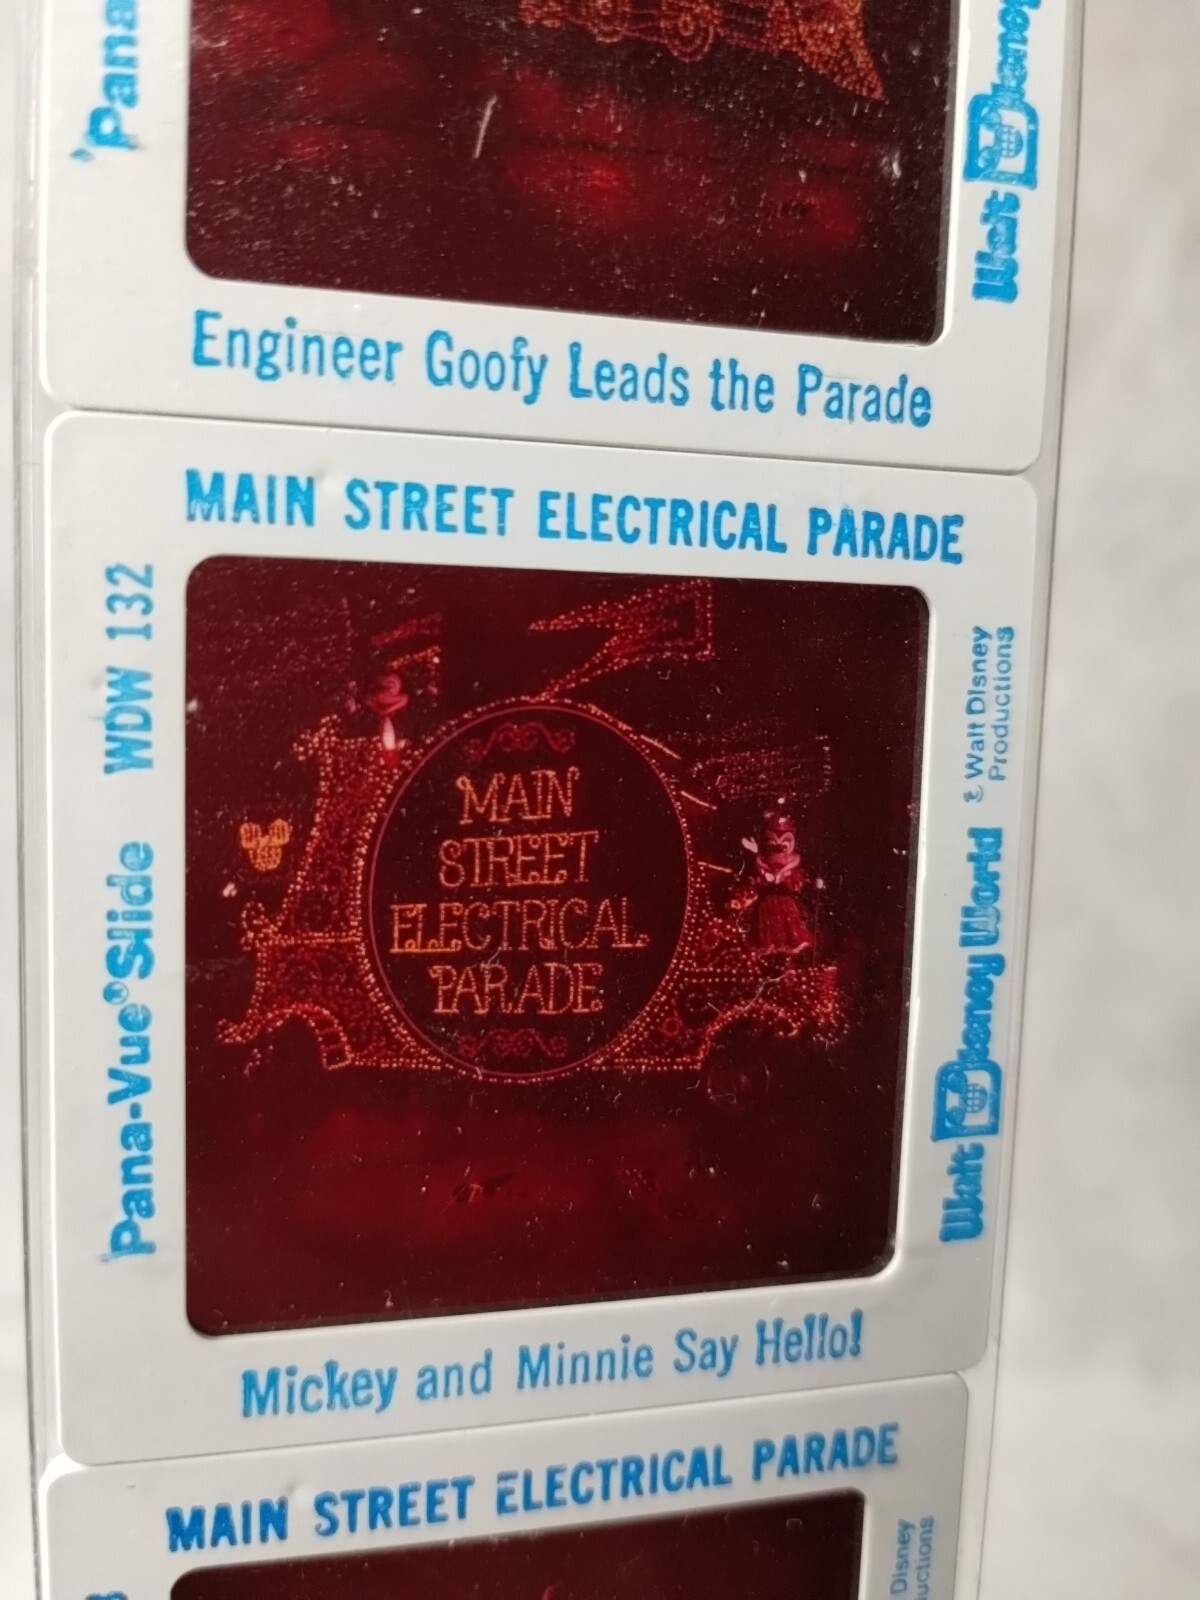 Pana
Walt Disney
Engineer Goofy Leads the Parade
MAIN STREET ELECTRICAL PARADE
Pana-Vue® Slide WDW 132
MAIN
STREET
ELECTRICAL
PARADE
© Walt Disney
Productions
Walt Disney World
Mickey and Minnie Say Hello!
MAIN STREET ELECTRICAL PARADE
Disney